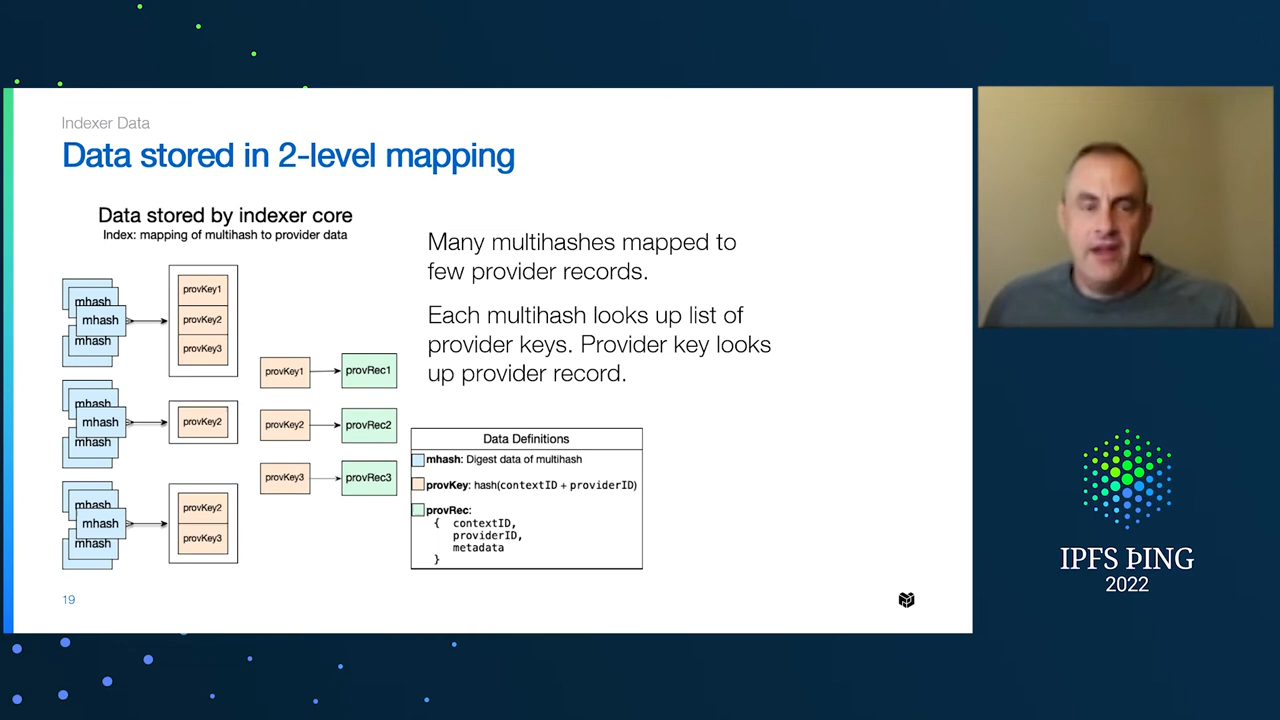 Indexer Data
Data stored in 2-level mapping
Data stored by indexer core
Index: mapping of multihash to provider data
mhash
mhash
mhash
provKey1
provKey2
provKey3
mhash
mhash
mhash
provKey2
mhash
mhash
mhash
provKey2
provKey3
provKey1
provRec1
provKey2
provRec2
provKey3
provRec3
Many multihashes mapped to
few provider records.
Each multihash looks up list of
provider keys. Provider key looks
up provider record.
Data Definitions
mhash: Digest data of multihash
provKey: hash(contextID + providerID)
provRec:
{ contextID,
providerID,
metadata
}
19
IPFS ÞING
2022